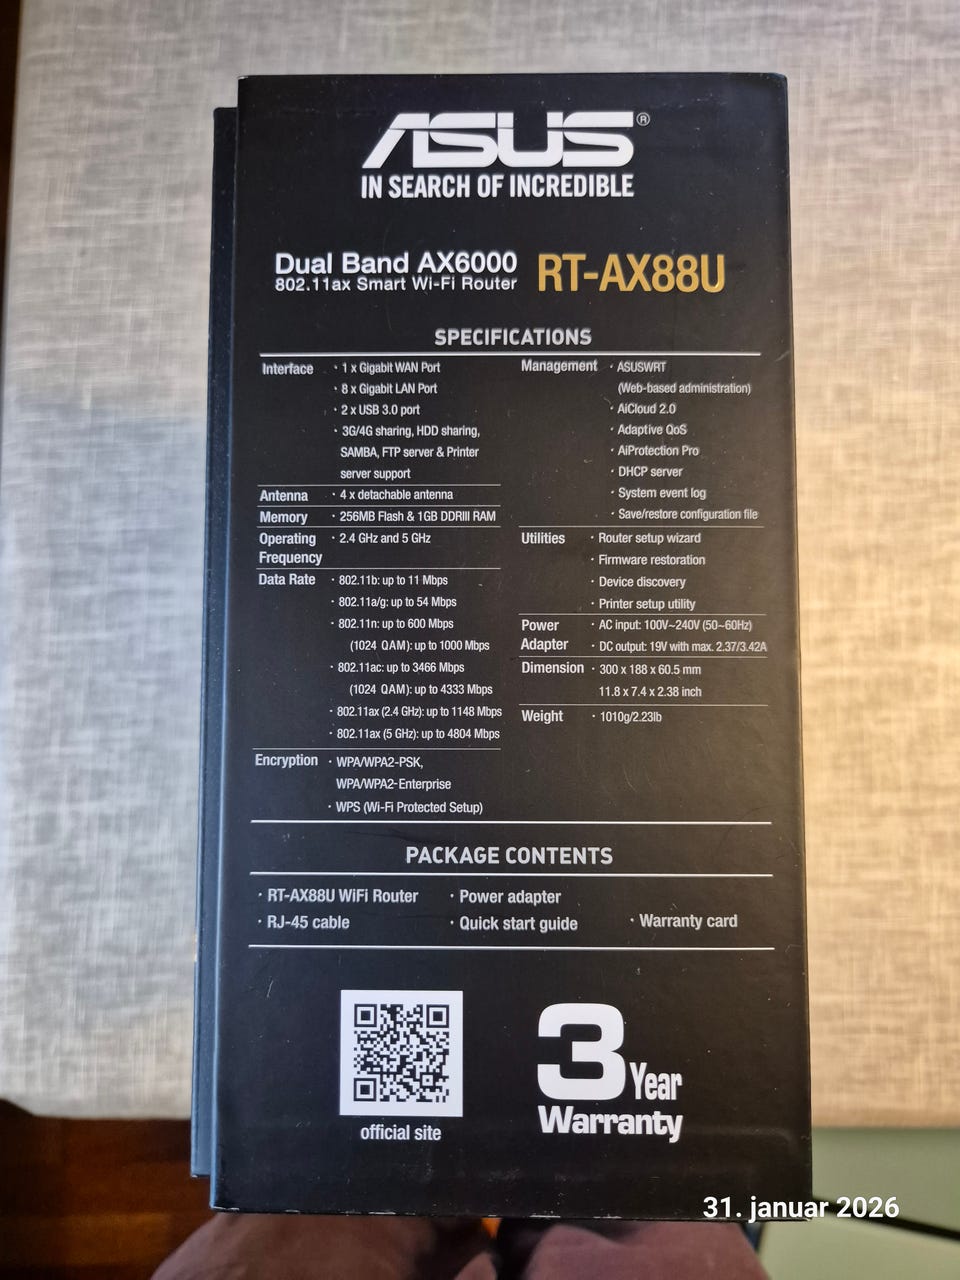 ASUS®
IN SEARCH OF INCREDIBLE
Dual Band AX6000
802.11ax Smart Wi-Fi Router
RT-AX88U
SPECIFICATIONS
Interface
· 1 x Gigabit WAN Port
· 8 x Gigabit LAN Port
· 2 x USB 3.0 port
· 3G/4G sharing, HDD sharing,
SAMBA, FTP server & Printer
server support
Antenna
· 4 x detachable antenna
Memory
· 256MB Flash & 1GB DDRIII RAM
Operating
Frequency
· 2.4 GHz and 5 GHz
Data Rate
· 802.11b: up to 11 Mbps
· 802.11a/g: up to 54 Mbps
· 802.11n: up to 600 Mbps
(1024 QAM): up to 1000 Mbps
· 802.11ac: up to 3466 Mbps
(1024 QAM): up to 4333 Mbps
· 802.11ax (2.4 GHz): up to 1148 Mbps
· 802.11ax (5 GHz): up to 4804 Mbps
Encryption
· WPA/WPA2-PSK,
WPA/WPA2-Enterprise
· WPS (Wi-Fi Protected Setup)
Management
· ASUSWRT
(Web-based administration)
· AiCloud 2.0
· Adaptive QoS
· AiProtection Pro
· DHCP server
· System event log
· Save/restore configuration file
Utilities
· Router setup wizard
· Firmware restoration
· Device discovery
· Printer setup utility
Power
Adapter
· AC input: 100V~240V (50~60Hz)
· DC output: 19V with max. 2.37/3.42A
Dimension
· 300 x 188 x 60.5 mm
11.8 x 7.4 x 2.38 inch
Weight
· 1010g/2.23lb
PACKAGE CONTENTS
· RT-AX88U WiFi Router
· Power adapter
· RJ-45 cable
· Quick start guide
· Warranty card
official site
3 Year
Warranty
31. januar 2026